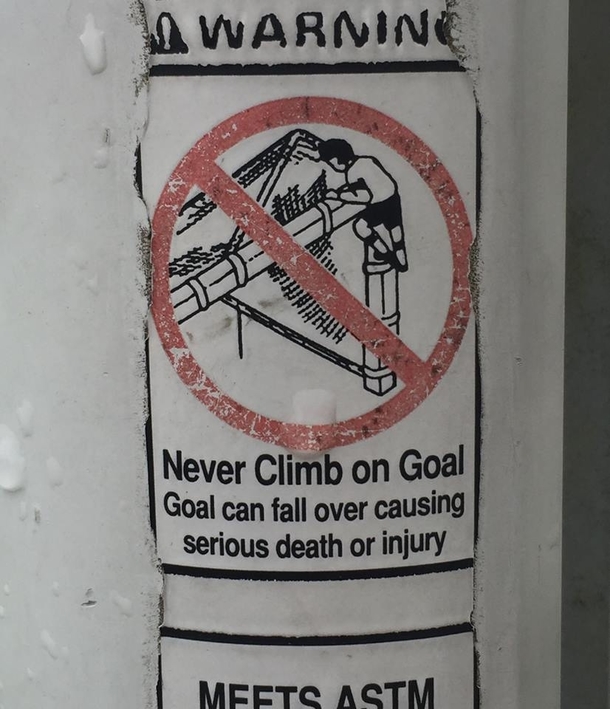 WARNING
Never Climb on Goal
Goal can fall over causing
serious death or injury
MEETS ASTM